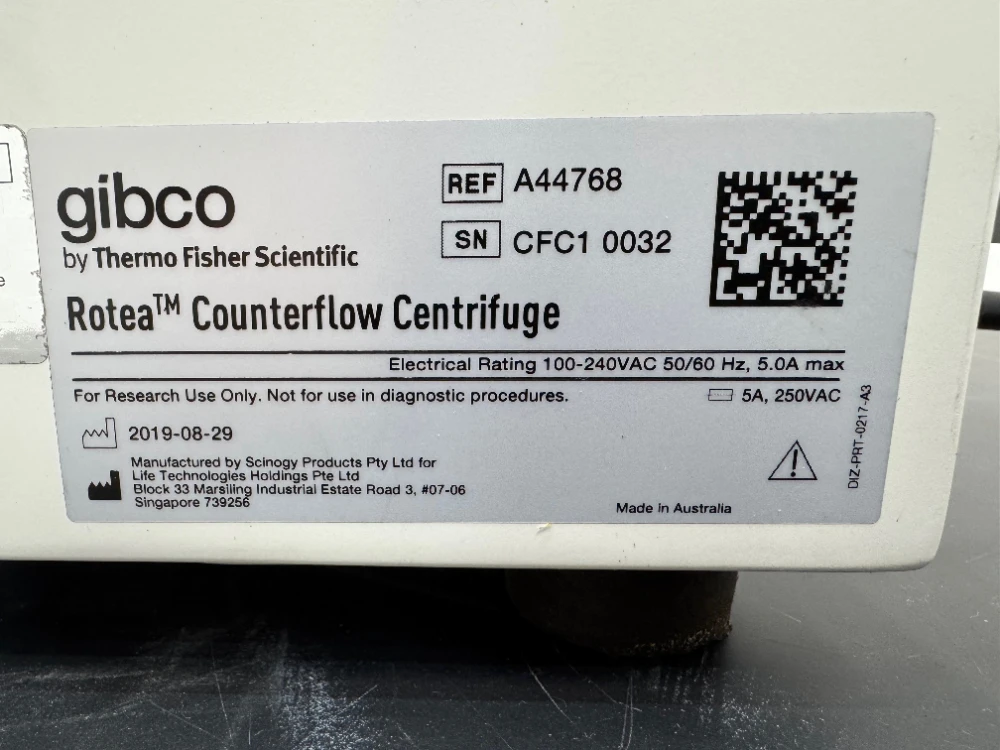 gibco
by Thermo Fisher Scientific
REF A44768
SN CFC1 0032
Rotea™ Counterflow Centrifuge
Electrical Rating 100-240VAC 50/60 Hz, 5.0A max
For Research Use Only. Not for use in diagnostic procedures.
5A, 250VAC
2019-08-29
Manufactured by Scinogy Products Pty Ltd for
Life Technologies Holdings Pte Ltd
Block 33 Marsiling Industrial Estate Road 3, #07-06
Singapore 739256
Made in Australia
DIZ-PRT-0217-A3